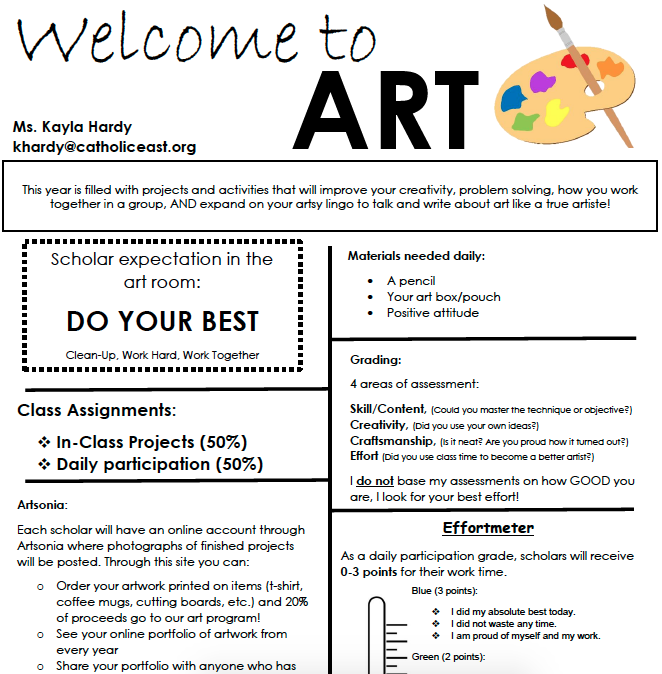 Welcome to
ART
Ms. Kayla Hardy
khardy@catholiceast.org
This year is filled with projects and activities that will improve your creativity, problem solving, how you work
together in a group, AND expand on your artsy lingo to talk and write about art like a true artiste!
Scholar expectation in the
art room:
DO YOUR BEST
Clean-Up, Work Hard, Work Together
Class Assignments:
❖ In-Class Projects (50%)
❖ Daily participation (50%)
Artsonia:
Each scholar will have an online account through
Artsonia where photographs of finished projects
will be posted. Through this site you can:
o Order your artwork printed on items (t-shirt,
coffee mugs, cutting boards, etc.) and 20%
of proceeds go to our art program!
o See your online portfolio of artwork from
every year
o Share your portfolio with anyone who has
Materials needed daily:
• A pencil
• Your art box/pouch
• Positive attitude
Grading:
4 areas of assessment:
Skill/Content, (Could you master the technique or objective?)
Creativity, (Did you use your own ideas?)
Craftsmanship, (Is it neat? Are you proud how it turned out?)
Effort (Did you use class time to become a better artist?)
I do not base my assessments on how GOOD you
are, I look for your best effort!
Effortmeter
As a daily participation grade, scholars will receive
0-3 points for their work time.
Blue (3 points):
❖ I did my absolute best today.
❖ I did not waste any time.
❖ I am proud of myself and my work.
Green (2 points):